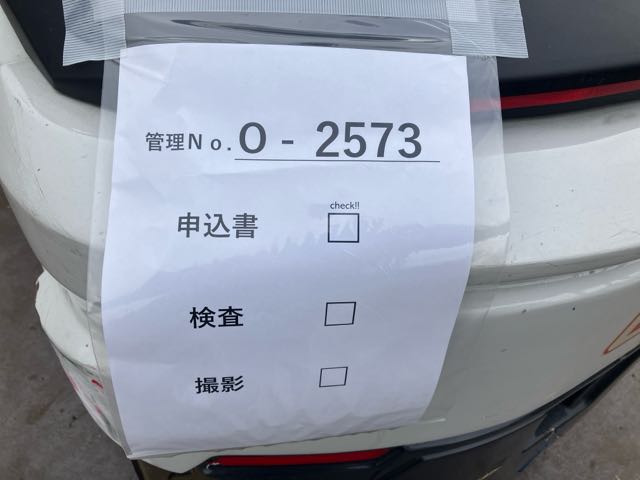 管理No. O - 2573
check!!
申込書 □
検査 □
撮影 □